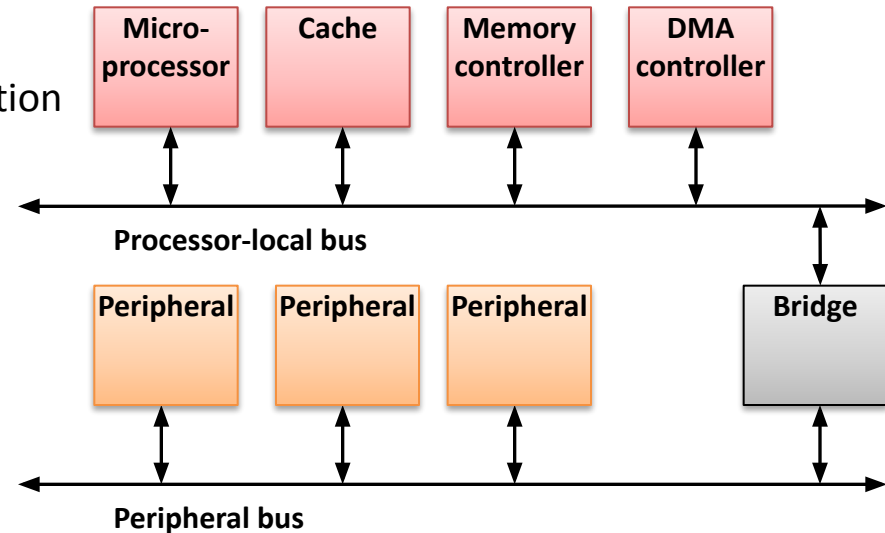 Micro-
processor
Cache
Memory
controller
DMA
controller
Processor-local bus
Peripheral
Peripheral
Peripheral
Bridge
Peripheral bus